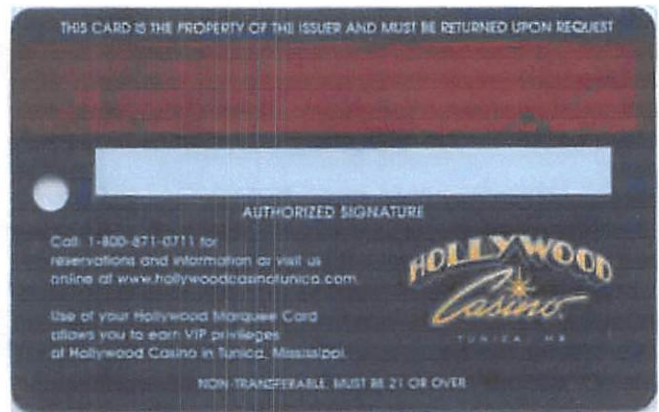 THIS CARD IS THE PROPERTY OF THE ISSUER AND MUST BE RETURNED UPON REQUEST
AUTHORIZED SIGNATURE
Call 1-800-871-0711 for
reservations and information or visit us
online at www.hollywoodcasinotunica.com
Use of your Hollywood Marquee Card
allows you to earn VIP privileges
at Hollywood Casino in Tunica, Mississippi.
HOLLYWOOD
Casino
TUNICA, MS
NON-TRANSFERABLE. MUST BE 21 OR OVER